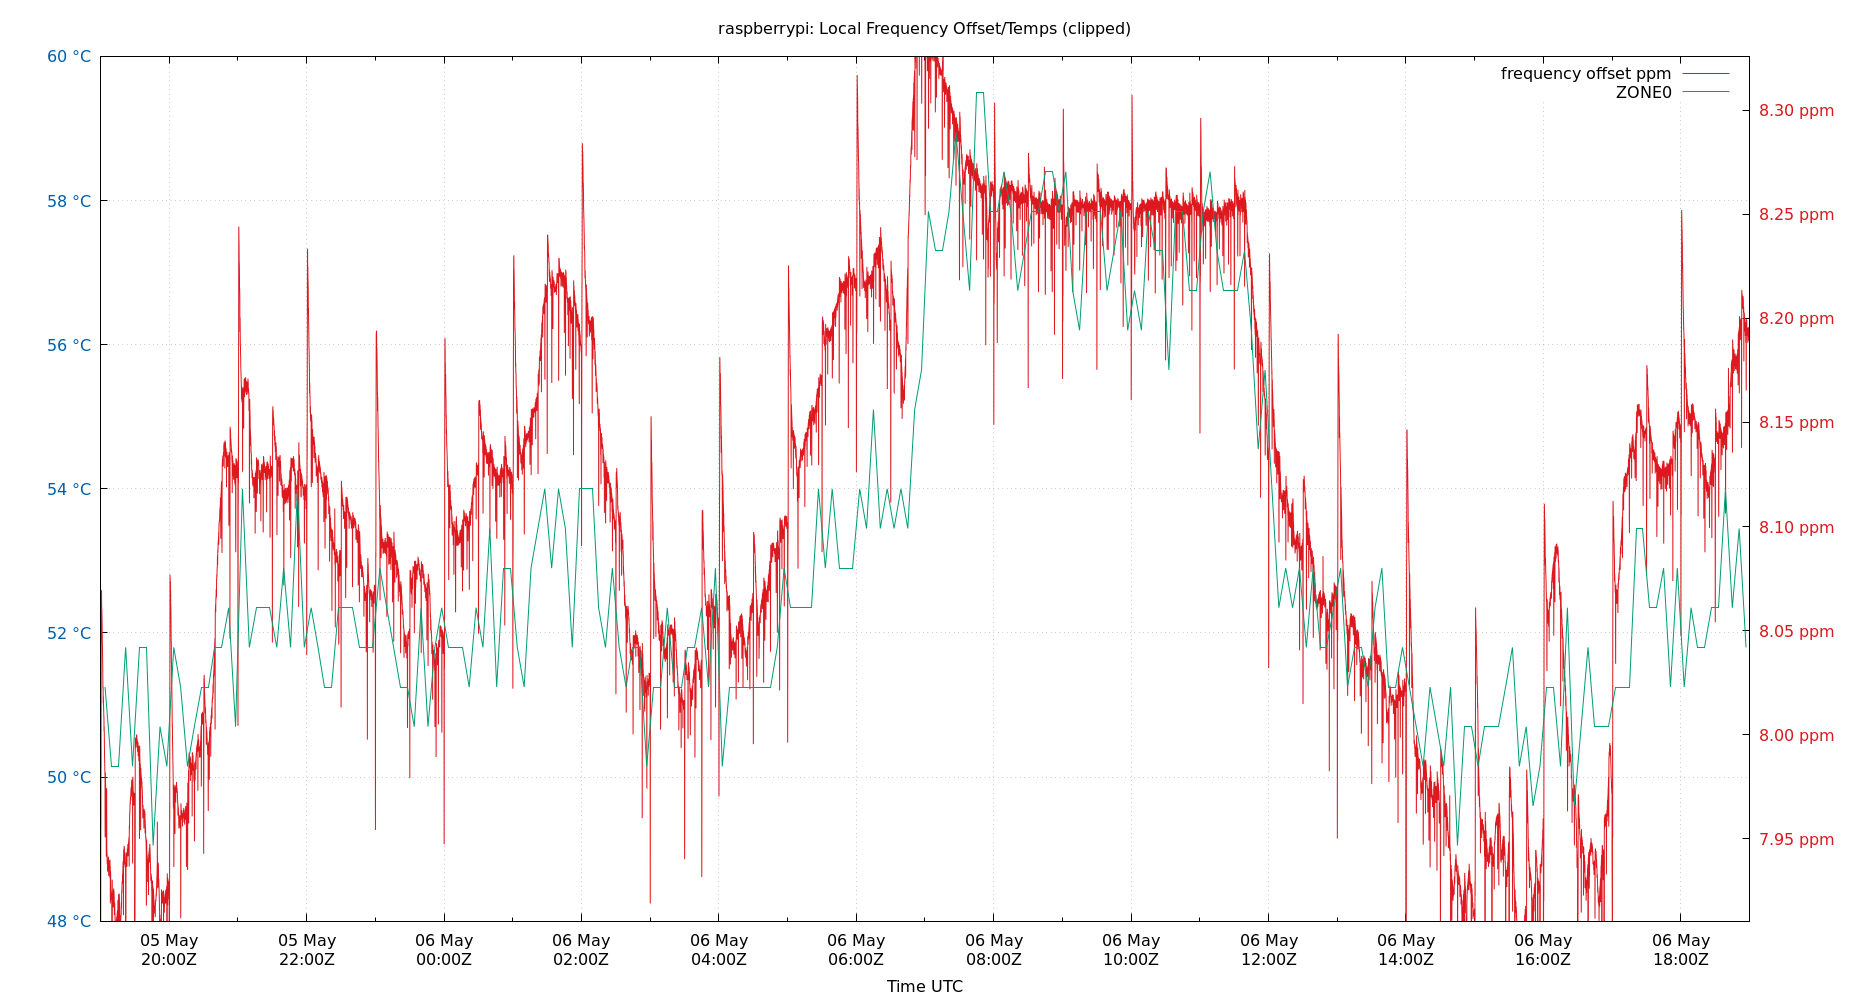 raspberrypi: Local Frequency Offset/Temps (clipped)
60 °C
58 °C
56 °C
54 °C
52 °C
50 °C
48 °C
frequency offset ppm
ZONE0
8.30 ppm
8.25 ppm
8.20 ppm
8.15 ppm
8.10 ppm
8.05 ppm
8.00 ppm
7.95 ppm
05 May 05 May 06 May 06 May 06 May 06 May 06 May 06 May 06 May 06 May 06 May 06 May
20:00Z 22:00Z 00:00Z 02:00Z 04:00Z 06:00Z 08:00Z 10:00Z 12:00Z 14:00Z 16:00Z 18:00Z
Time UTC